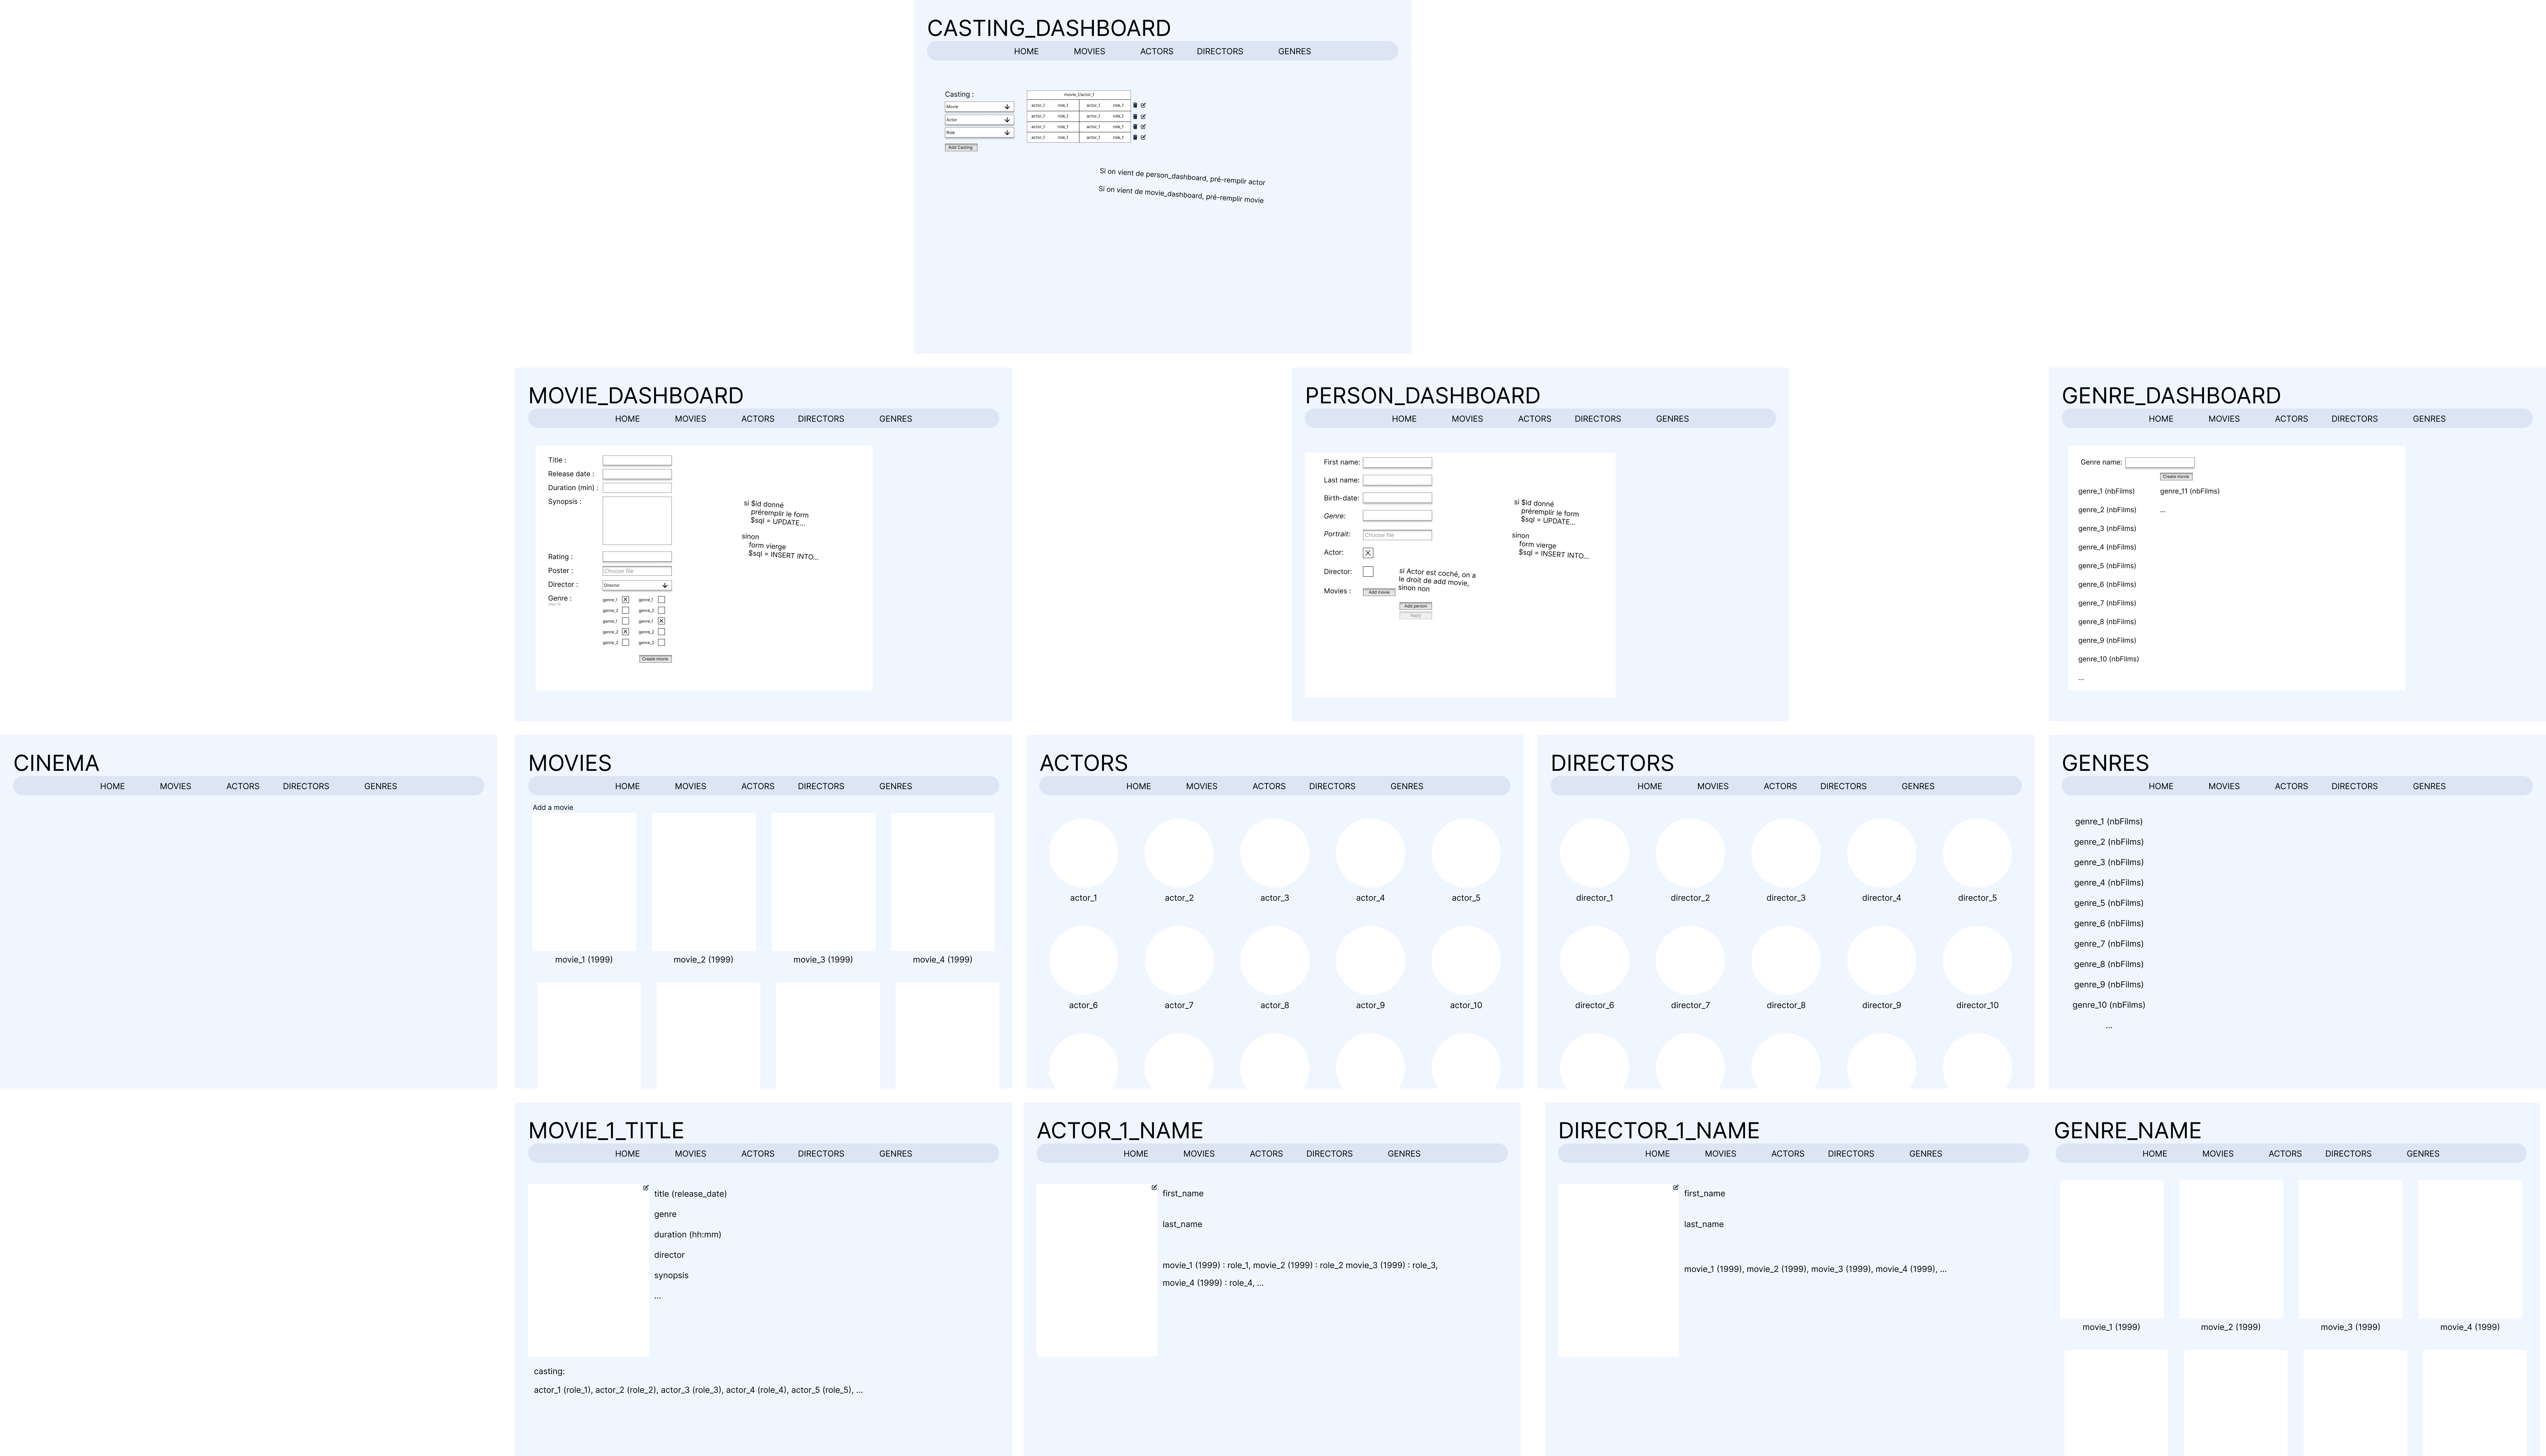 CASTING_DASHBOARD
HOME MOVIES ACTORS DIRECTORS GENRES
Casting :
Movie
Actor
Role
Add Casting
movie_1/actor_1
actor_1 role_1 actor_1 role_1
actor_1 role_1 actor_1 role_1
actor_1 role_1 actor_1 role_1
actor_1 role_1 actor_1 role_1
Si on vient de person_dashboard, pré-remplir actor
Si on vient de movie_dashboard, pré-remplir movie
MOVIE_DASHBOARD
HOME MOVIES ACTORS DIRECTORS GENRES
Title :
Release date :
Duration (min) :
Synopsis :
Rating :
Poster : Choose file
Director : Director
Genre :
genre_1 genre_1
genre_2 genre_2
genre_1 genre_1
genre_2 genre_2
genre_2 genre_2
Create movie
si $id donné
préremplir le form
$sql = UPDATE...
sinon
form vierge
$sql = INSERT INTO...
PERSON_DASHBOARD
HOME MOVIES ACTORS DIRECTORS GENRES
First name:
Last name:
Birth-date:
Genre:
Portrait: Choose file
Actor:
Director:
Movies : Add movie
si Actor est coché, on a
le droit de add movie,
sinon non
Add person
Apply
si $id donné
préremplir le form
$sql = UPDATE...
sinon
form vierge
$sql = INSERT INTO...
GENRE_DASHBOARD
HOME MOVIES ACTORS DIRECTORS GENRES
Genre name:
Create movie
genre_1 (nbFilms) genre_11 (nbFilms)
genre_2 (nbFilms) ...
genre_3 (nbFilms)
genre_4 (nbFilms)
genre_5 (nbFilms)
genre_6 (nbFilms)
genre_7 (nbFilms)
genre_8 (nbFilms)
genre_9 (nbFilms)
genre_10 (nbFilms)
...
CINEMA
HOME MOVIES ACTORS DIRECTORS GENRES
MOVIES
HOME MOVIES ACTORS DIRECTORS GENRES
Add a movie
movie_1 (1999) movie_2 (1999) movie_3 (1999) movie_4 (1999)
ACTORS
HOME MOVIES ACTORS DIRECTORS GENRES
actor_1 actor_2 actor_3 actor_4 actor_5
actor_6 actor_7 actor_8 actor_9 actor_10
DIRECTORS
HOME MOVIES ACTORS DIRECTORS GENRES
director_1 director_2 director_3 director_4 director_5
director_6 director_7 director_8 director_9 director_10
GENRES
HOME MOVIES ACTORS DIRECTORS GENRES
genre_1 (nbFilms)
genre_2 (nbFilms)
genre_3 (nbFilms)
genre_4 (nbFilms)
genre_5 (nbFilms)
genre_6 (nbFilms)
genre_7 (nbFilms)
genre_8 (nbFilms)
genre_9 (nbFilms)
genre_10 (nbFilms)
...
MOVIE_1_TITLE
HOME MOVIES ACTORS DIRECTORS GENRES
title (release_date)
genre
duration (hh:mm)
director
synopsis
...
casting:
actor_1 (role_1), actor_2 (role_2), actor_3 (role_3), actor_4 (role_4), actor_5 (role_5), ...
ACTOR_1_NAME
HOME MOVIES ACTORS DIRECTORS GENRES
first_name
last_name
movie_1 (1999) : role_1, movie_2 (1999) : role_2 movie_3 (1999) : role_3,
movie_4 (1999) : role_4, ...
DIRECTOR_1_NAME
HOME MOVIES ACTORS DIRECTORS GENRES
first_name
last_name
movie_1 (1999), movie_2 (1999), movie_3 (1999), movie_4 (1999), ...
GENRE_NAME
HOME MOVIES ACTORS DIRECTORS GENRES
movie_1 (1999) movie_2 (1999) movie_3 (1999) movie_4 (1999)